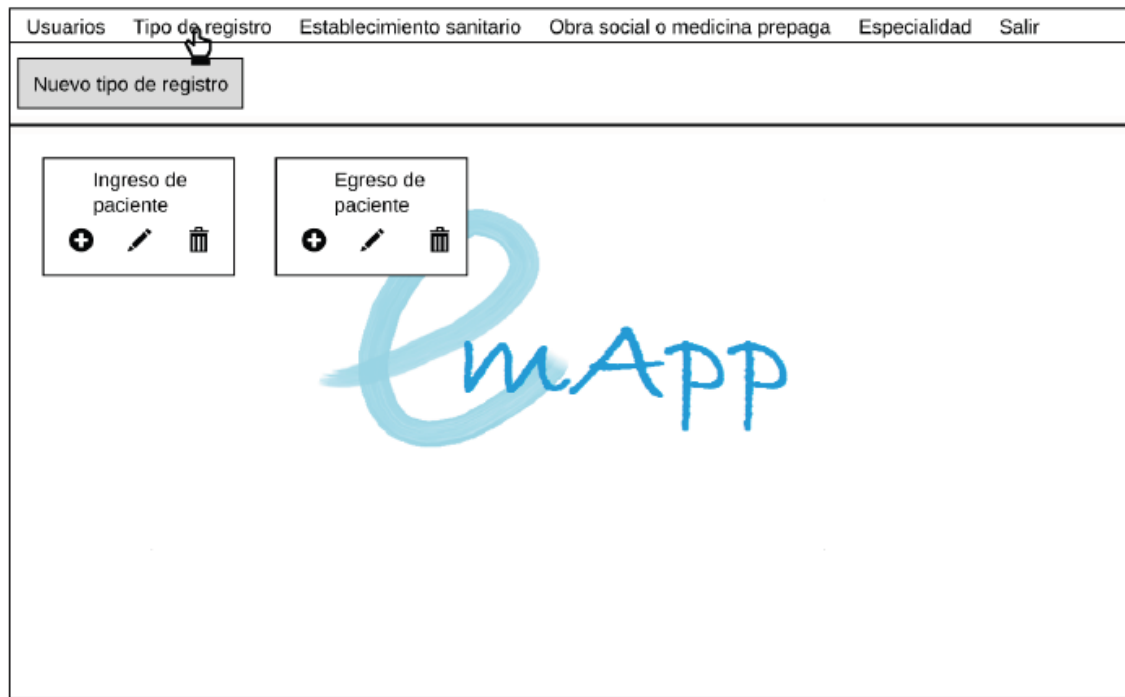 Usuarios Tipo de registro Establecimiento sanitario Obra social o medicina prepaga Especialidad Salir
Nuevo tipo de registro
Ingreso de
paciente
Egreso de
paciente
emApp